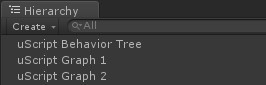 Hierarchy
Create All
uScript Behavior Tree
uScript Graph 1
uScript Graph 2